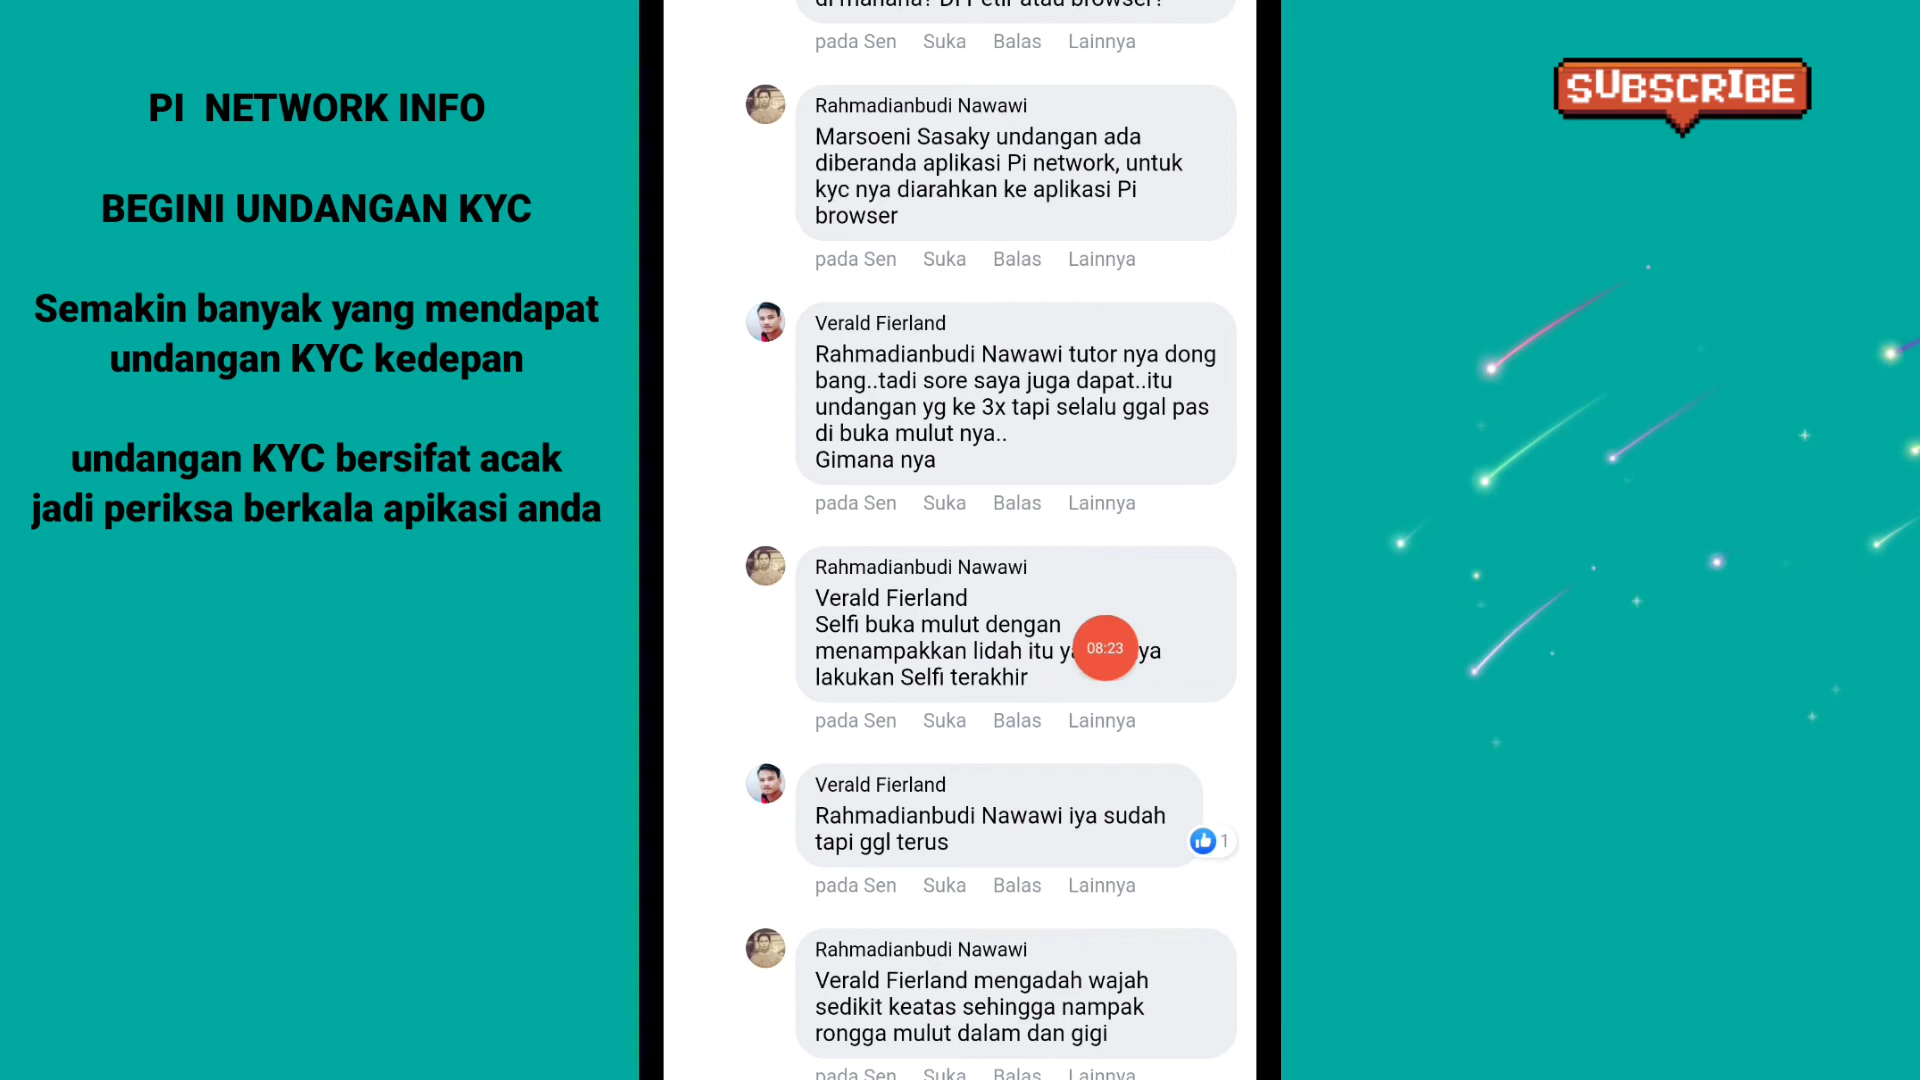 PI NETWORK INFO
BEGINI UNDANGAN KYC
Semakin banyak yang mendapat
undangan KYC kedepan
undangan KYC bersifat acak
jadi periksa berkala apikasi anda
pada Sen Suka Balas Lainnya
Rahmadianbudi Nawawi
Marsoeni Sasaky undangan ada
diberanda aplikasi Pi network, untuk
kyc nya diarahkan ke aplikasi Pi
browser
pada Sen Suka Balas Lainnya
Verald Fierland
Rahmadianbudi Nawawi tutor nya dong
bang..tadi sore saya juga dapat..itu
undangan yg ke 3x tapi selalu ggal pas
di buka mulut nya..
Gimana nya
pada Sen Suka Balas Lainnya
Rahmadianbudi Nawawi
Verald Fierland
Selfi buka mulut dengan
menampakkan lidah itu
08:23
lakukan Selfi terakhir
pada Sen Suka Balas Lainnya
Verald Fierland
Rahmadianbudi Nawawi iya sudah
tapi ggl terus
1
pada Sen Suka Balas Lainnya
Rahmadianbudi Nawawi
Verald Fierland mengadah wajah
sedikit keatas sehingga nampak
rongga mulut dalam dan gigi
pada Sen Suka Balas Lainnya
SUBSCRIBE